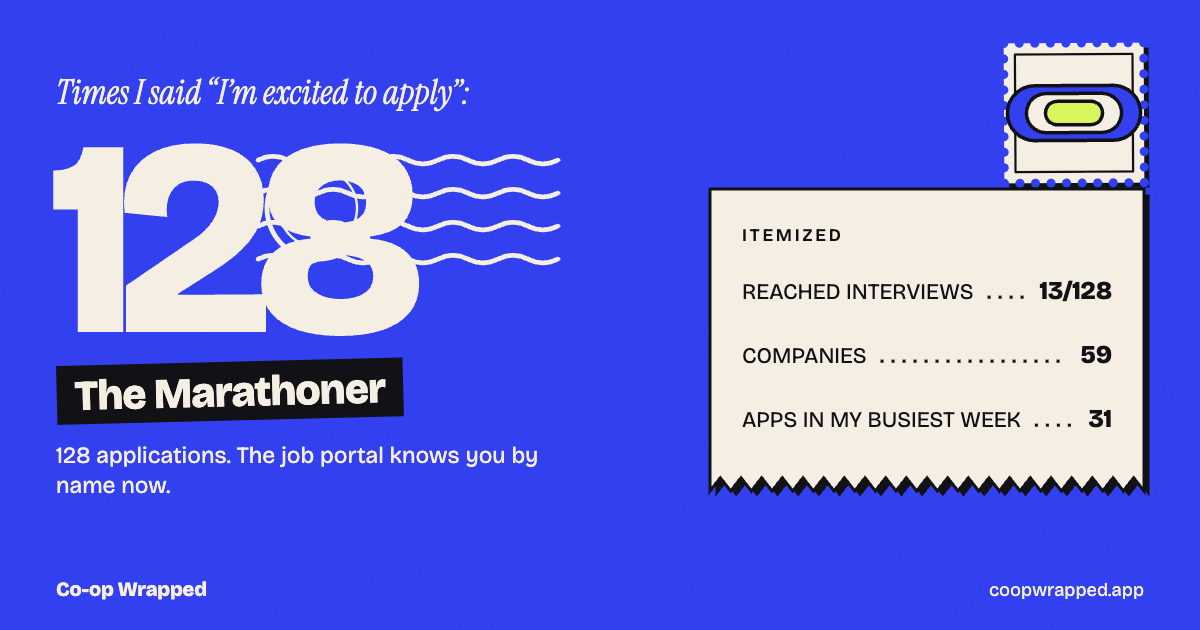 Times I said “I’m excited to apply”:
128
The Marathoner
128 applications. The job portal knows you by
name now.
ITEMIZED
REACHED INTERVIEWS .... 13/128
COMPANIES ................. 59
APPS IN MY BUSIEST WEEK .... 31
Co-op Wrapped
coopwrapped.app